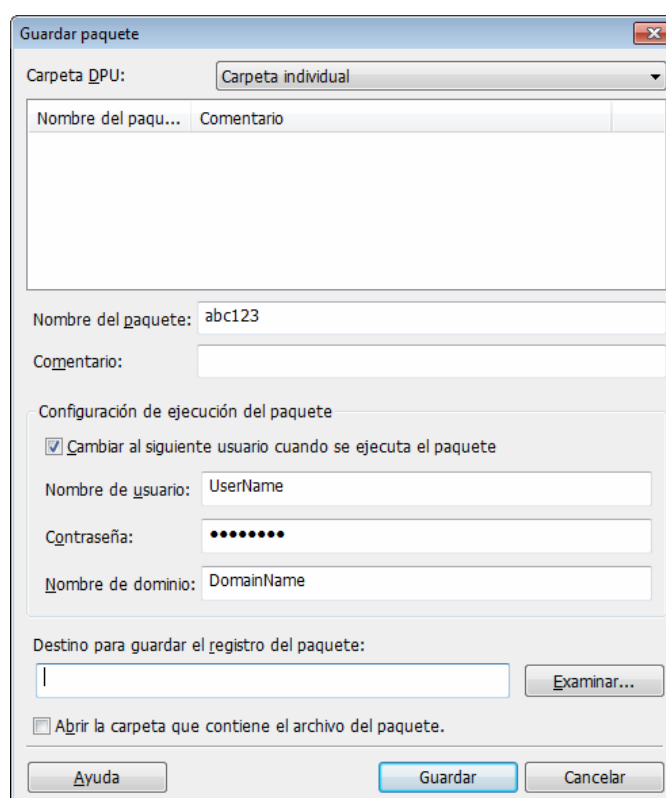 Guardar paquete
Carpeta DPU: Carpeta individual
Nombre del paqu... Comentario
Nombre del paquete: abc123
Comentario:
Configuración de ejecución del paquete
Cambiar al siguiente usuario cuando se ejecuta el paquete
Nombre de usuario: UserName
Contraseña: ●●●●●●●●
Nombre de dominio: DomainName
Destino para guardar el registro del paquete:
Examinar...
Abrir la carpeta que contiene el archivo del paquete.
Ayuda Guardar Cancelar